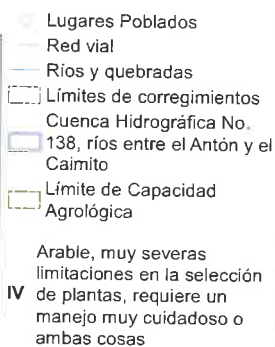 Lugares Poblados
Red vial
Ríos y quebradas
Límites de corregimientos
Cuenca Hidrográfica No.
138, ríos entre el Antón y el
Caimito
Límite de Capacidad
Agrológica
Arable, muy severas
limitaciones en la selección
IV de plantas, requiere un
manejo muy cuidadoso o
ambas cosas